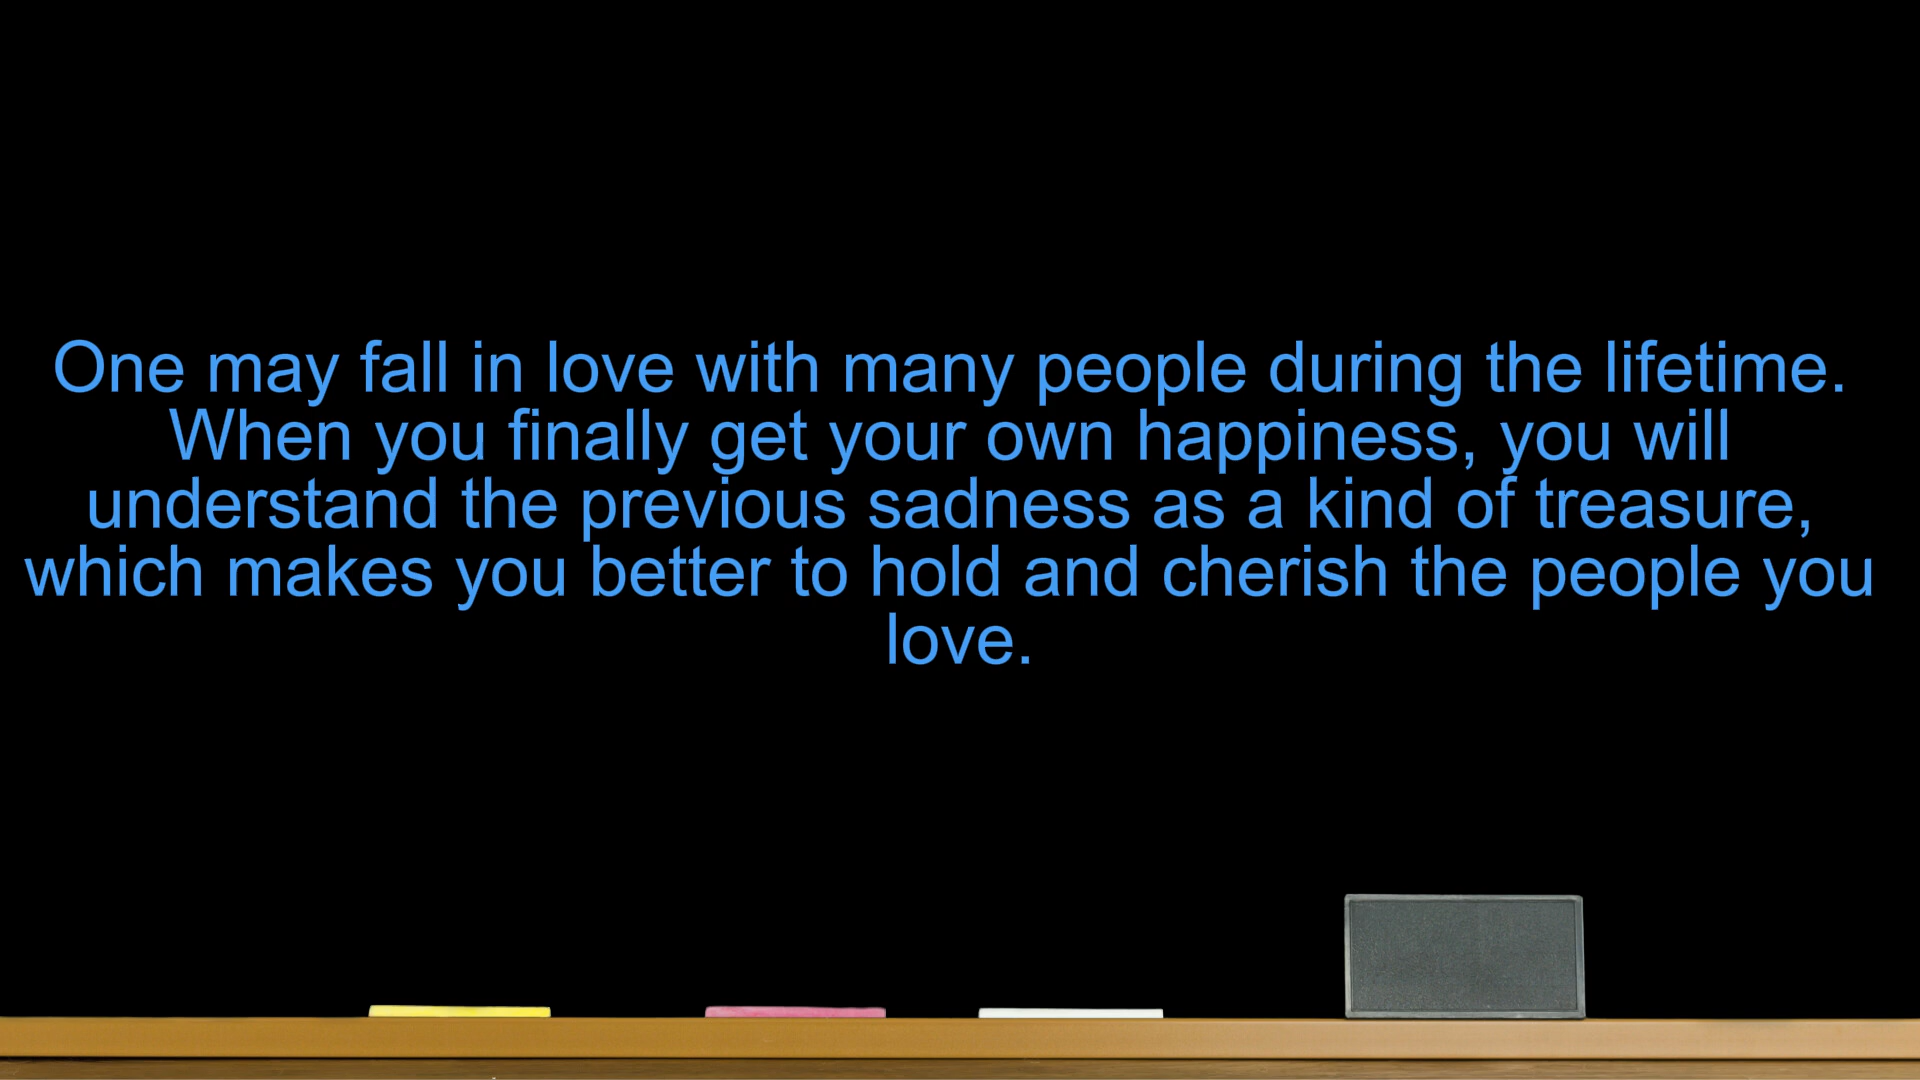 One may fall in love with many people during the lifetime.
When you finally get your own happiness, you will
understand the previous sadness as a kind of treasure,
which makes you better to hold and cherish the people you
love.